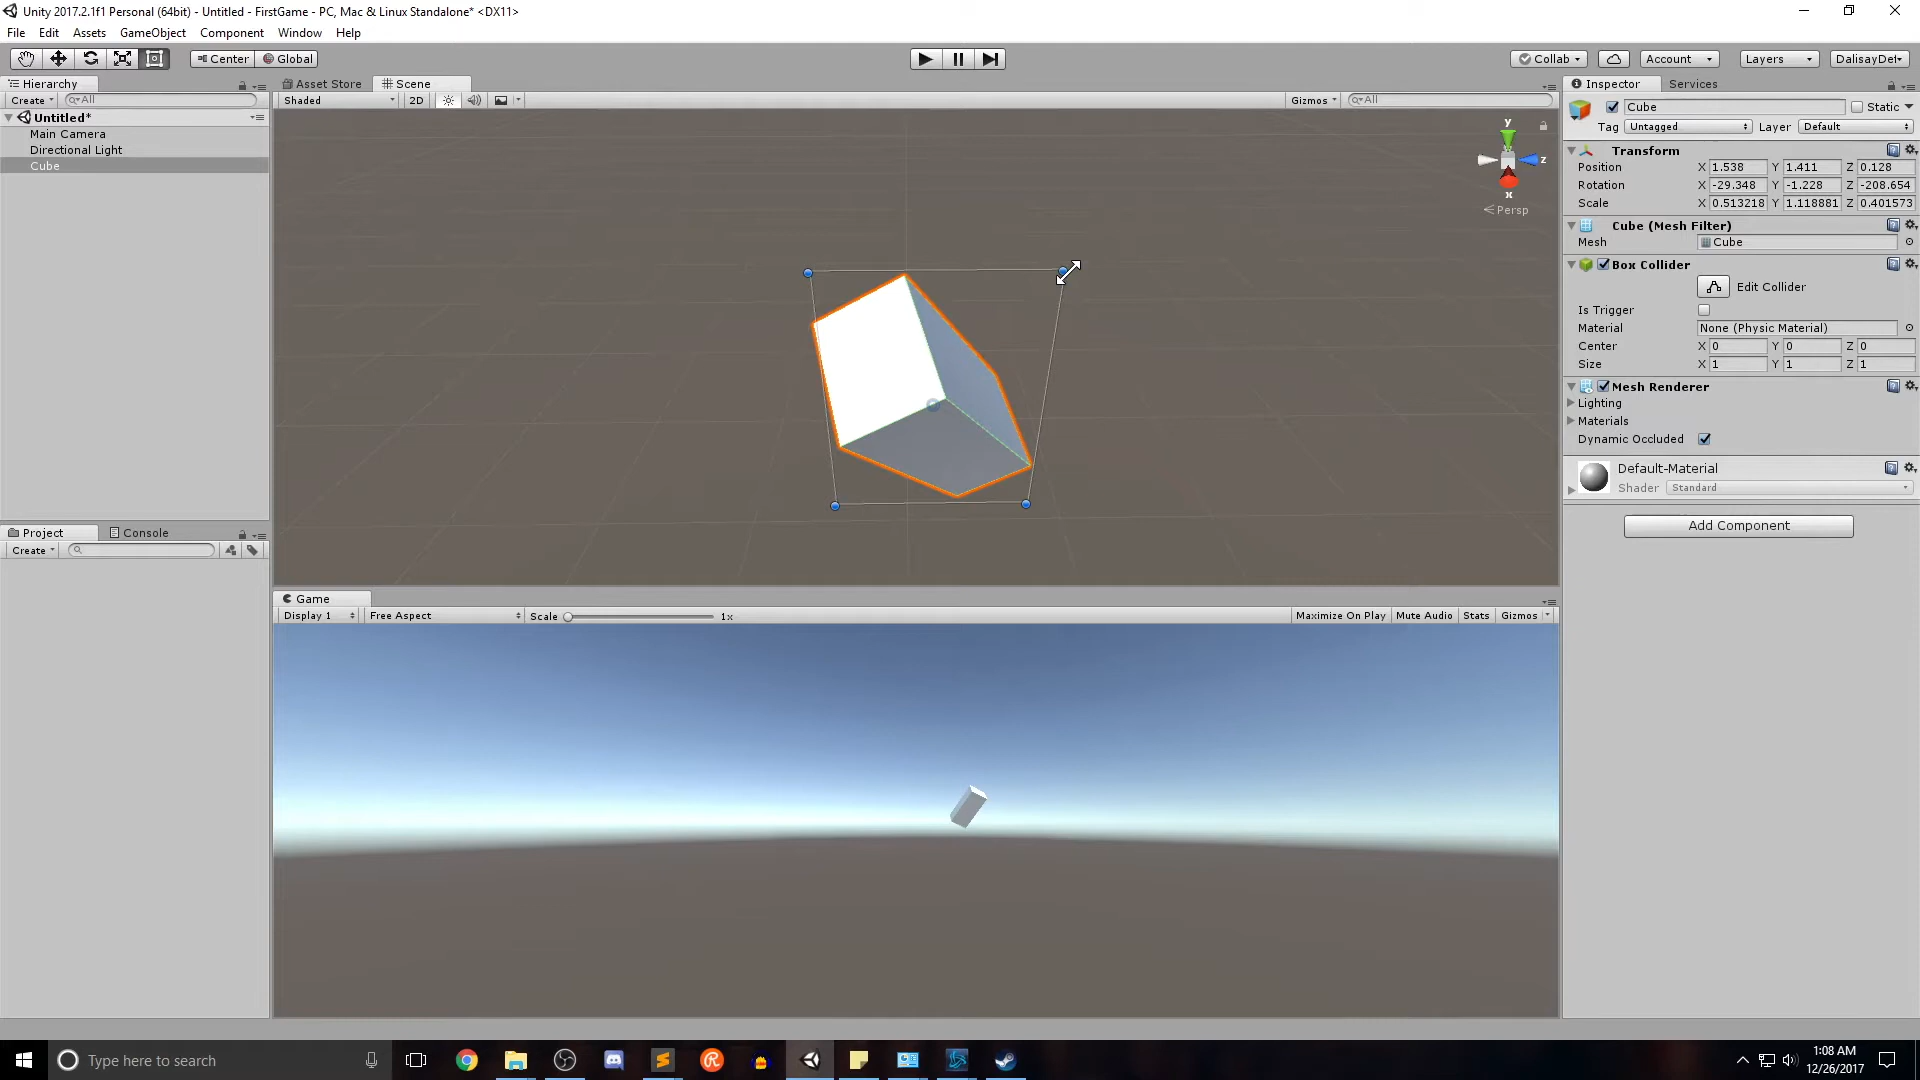 Unity 2017.2.1f1 Personal (64bit) - Untitled - FirstGame - PC, Mac & Linux Standalone* <DX11>
File Edit Assets GameObject Component Window Help
Center Global Collab Account Layers DalisayDef
Hierarchy Asset Store Scene Inspector Services
Create All Shaded 2D Gizmos All
Cube Static
Untitled*
Tag Untagged Layer Default
Main Camera
Directional Light
Cube
y
z
x
Persp
Transform
Position X 1.538 Y 1.411 Z 0.128
Rotation X -29.348 Y -1.228 Z -208.654
Scale X 0.513218 Y 1.118881 Z 0.401573
Cube (Mesh Filter)
Mesh Cube
Box Collider
Edit Collider
Is Trigger
Material None (Physic Material)
Center X 0 Y 0 Z 0
Size X 1 Y 1 Z 1
Mesh Renderer
Lighting
Materials
Dynamic Occluded
Default-Material
Shader Standard
Add Component
Project Console
Create
Game
Display 1 Free Aspect Scale 1x Maximize On Play Mute Audio Stats Gizmos
Type here to search
1:08 AM
12/26/2017